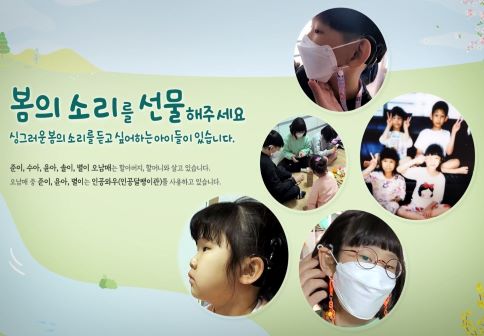 봄의 소리를 선물해주세요
싱그러운 봄의 소리를 듣고 싶어하는 아이들이 있습니다.
준이, 수아, 윤아, 솔이, 별이 오남매는 할아버지, 할머니와 살고 있습니다.
오남매 중 준이, 윤아, 별이는 인공와우(인공달팽이관)를 사용하고 있습니다.